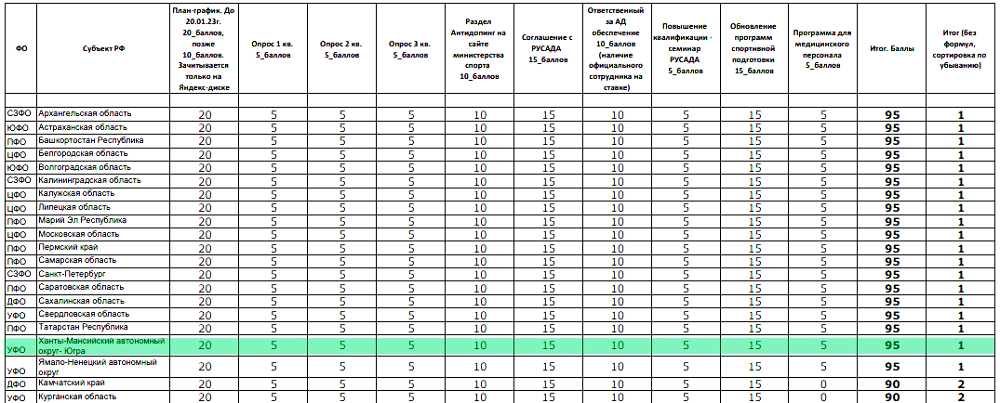 ФО Субъект РФ План-график. До 20.01.23г. 20_баллов, позже 10_баллов. Зачитывается только на Яндекс-диске Опрос 1 кв. 5_баллов Опрос 2 кв. 5_баллов Опрос 3 кв. 5_баллов Раздел Антидопинг на сайте министерства спорта 10_баллов Соглашение с РУСАДА 15_баллов Ответственный за АД обеспечение 10_баллов (наличие официального сотрудника на ставке) Повышение квалификации - семинар РУСАДА 5_баллов Обновление программ спортивной подготовки 15_баллов Программа для медицинского персонала 5_баллов Итог. Баллы Итог (без формул, сортировка по убыванию)
СЗФО Архангельская область 20 5 5 5 10 15 10 5 15 5 95 1
ЮФО Астраханская область 20 5 5 5 10 15 10 5 15 5 95 1
ПФО Башкортостан Республика 20 5 5 5 10 15 10 5 15 5 95 1
ЦФО Белгородская область 20 5 5 5 10 15 10 5 15 5 95 1
ЮФО Волгоградская область 20 5 5 5 10 15 10 5 15 5 95 1
СЗФО Калининградская область 20 5 5 5 10 15 10 5 15 5 95 1
ЦФО Калужская область 20 5 5 5 10 15 10 5 15 5 95 1
ЦФО Липецкая область 20 5 5 5 10 15 10 5 15 5 95 1
ПФО Марий Эл Республика 20 5 5 5 10 15 10 5 15 5 95 1
ЦФО Московская область 20 5 5 5 10 15 10 5 15 5 95 1
ПФО Пермский край 20 5 5 5 10 15 10 5 15 5 95 1
ПФО Самарская область 20 5 5 5 10 15 10 5 15 5 95 1
СЗФО Санкт-Петербург 20 5 5 5 10 15 10 5 15 5 95 1
ПФО Саратовская область 20 5 5 5 10 15 10 5 15 5 95 1
ДФО Сахалинская область 20 5 5 5 10 15 10 5 15 5 95 1
УФО Свердловская область 20 5 5 5 10 15 10 5 15 5 95 1
ПФО Татарстан Республика 20 5 5 5 10 15 10 5 15 5 95 1
УФО Ханты-Мансийский автономный округ- Югра 20 5 5 5 10 15 10 5 15 5 95 1
УФО Ямало-Ненецкий автономный округ 20 5 5 5 10 15 10 5 15 5 95 1
ДФО Камчатский край 20 5 5 5 10 15 10 5 15 0 90 2
УФО Курганская область 20 5 5 5 10 15 10 5 15 0 90 2